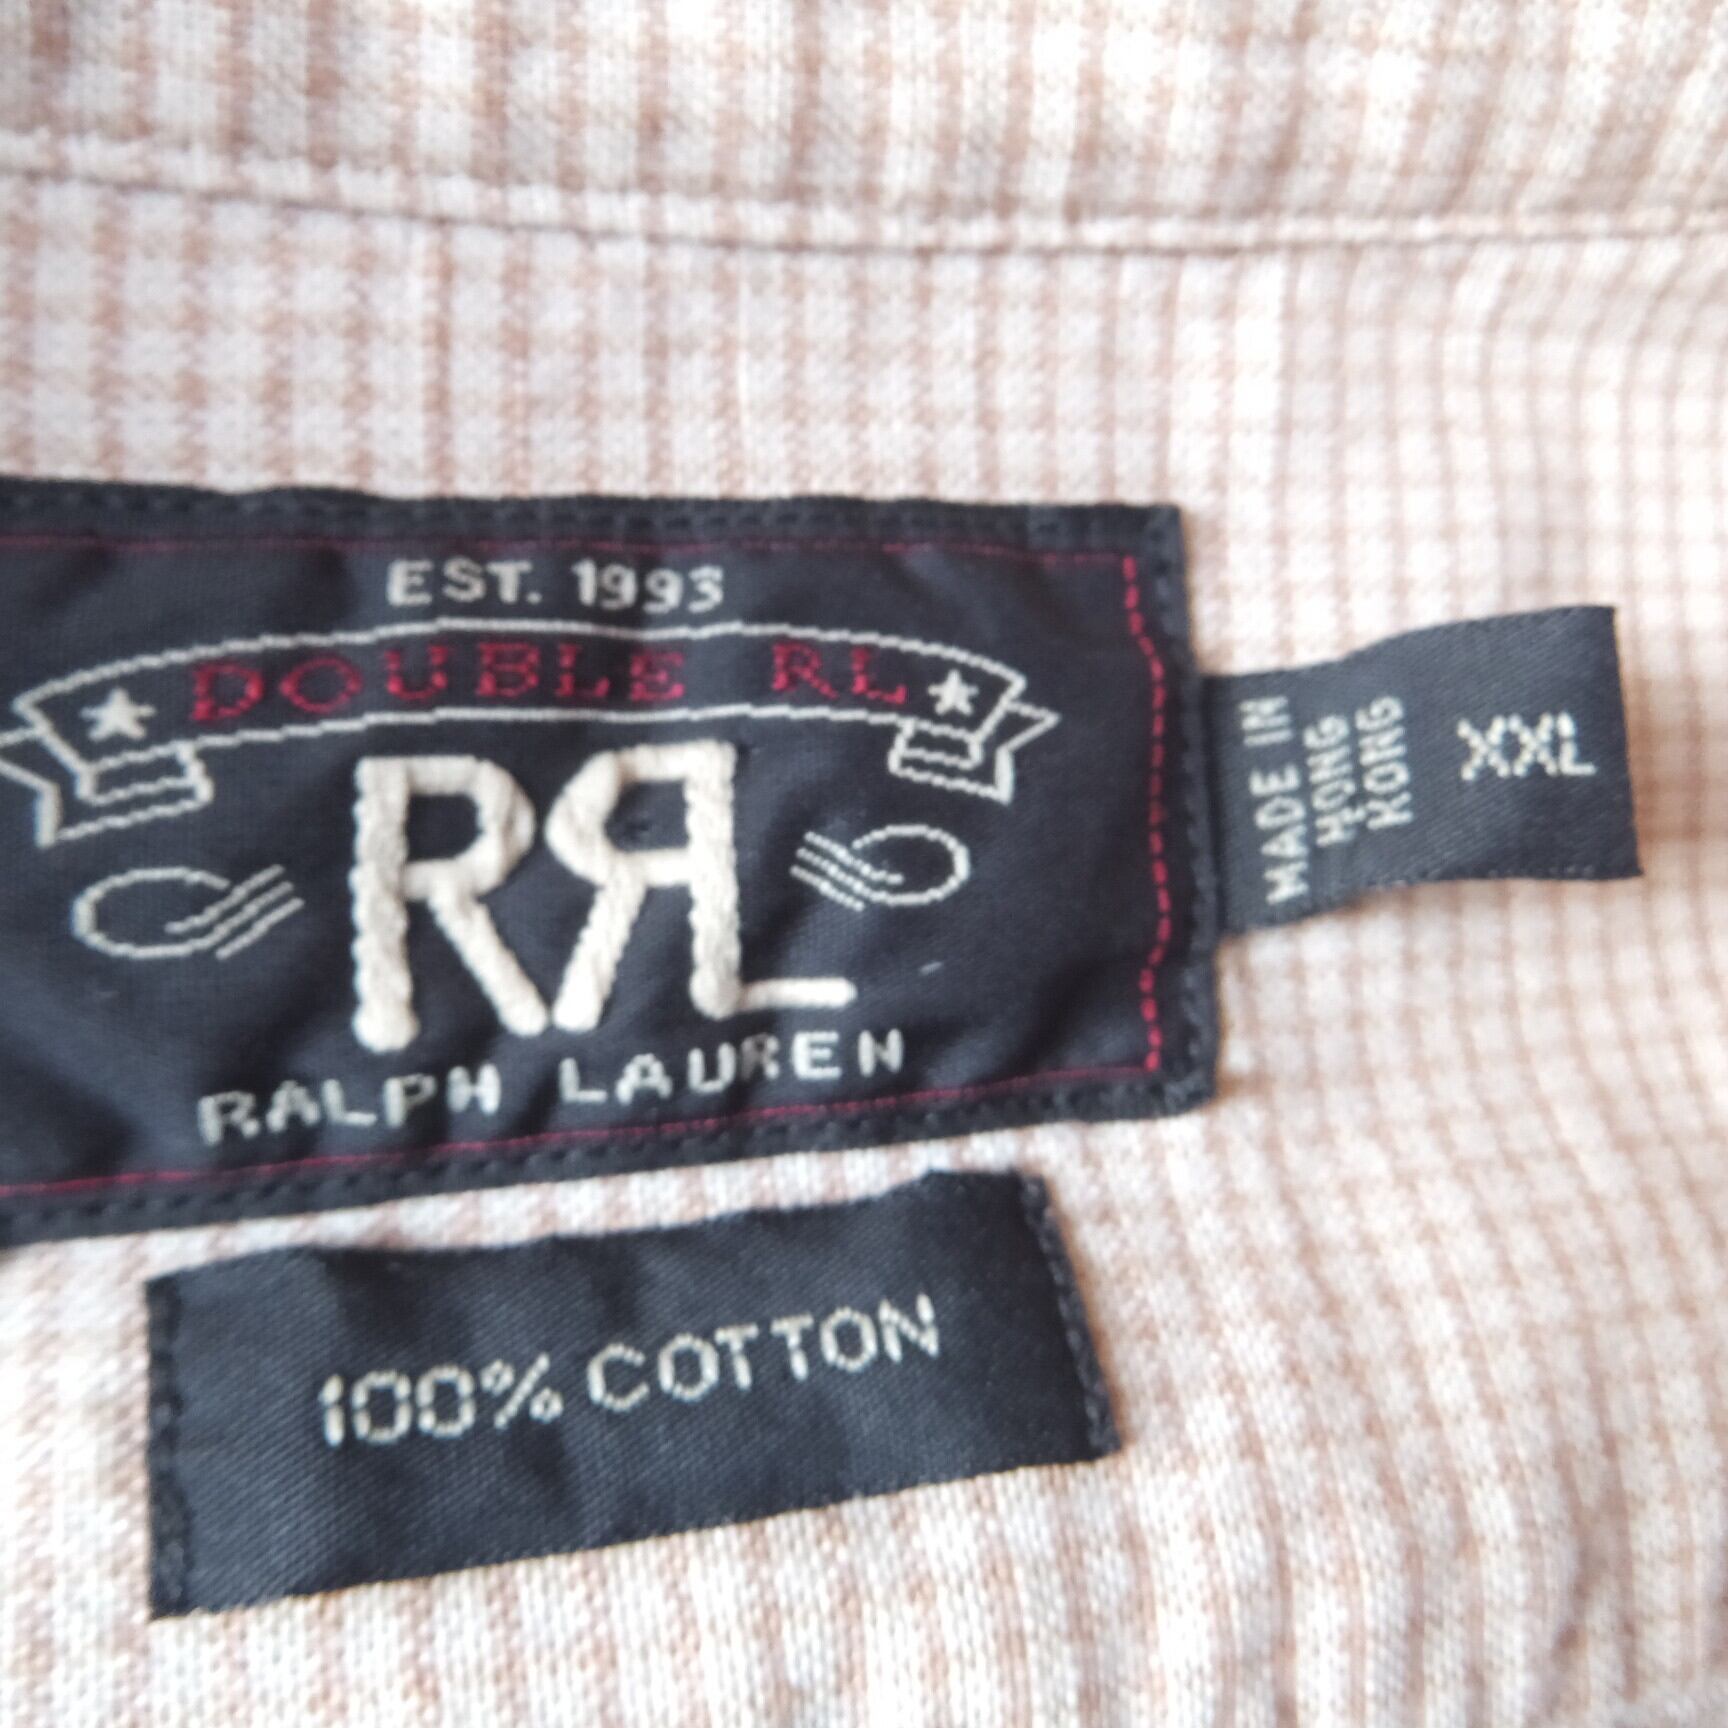 EST. 1993
DOUBLE RL
RRL
RALPH LAUREN
MADE IN
HONG
KONG
XXL
100% COTTON